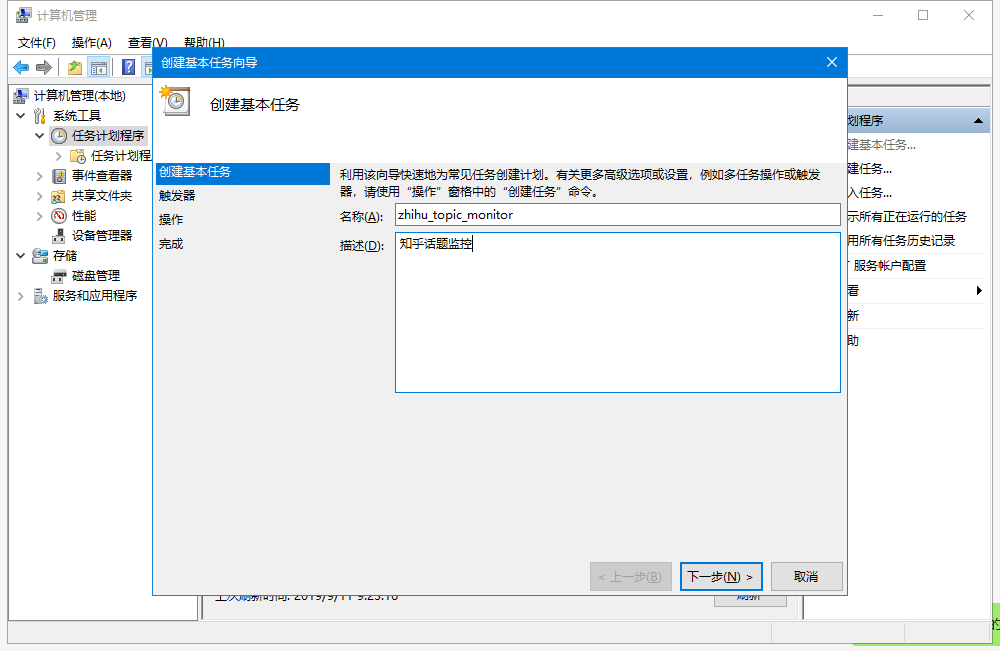 计算机管理
文件(F) 操作(A) 查看(V) 帮助(H)
计算机管理(本地)
系统工具
任务计划程序
任务计划程
事件查看器
共享文件夹
性能
设备管理器
存储
磁盘管理
服务和应用程序
创建基本任务向导
创建基本任务
创建基本任务
触发器
操作
完成
利用该向导快速地为常见任务创建计划。有关更多高级选项或设置，例如多任务操作或触发
器，请使用“操作”窗格中的“创建任务”命令。
名称(A): zhihu_topic_monitor
描述(D): 知乎话题监控
< 上一步(B) 下一步(N) > 取消
划程序
建基本任务...
建任务...
入任务...
示所有正在运行的任务
用所有任务历史记录
服务帐户配置
看
新
助
上次刷新时间: 2019/9/11 9:23:16
刷新
的